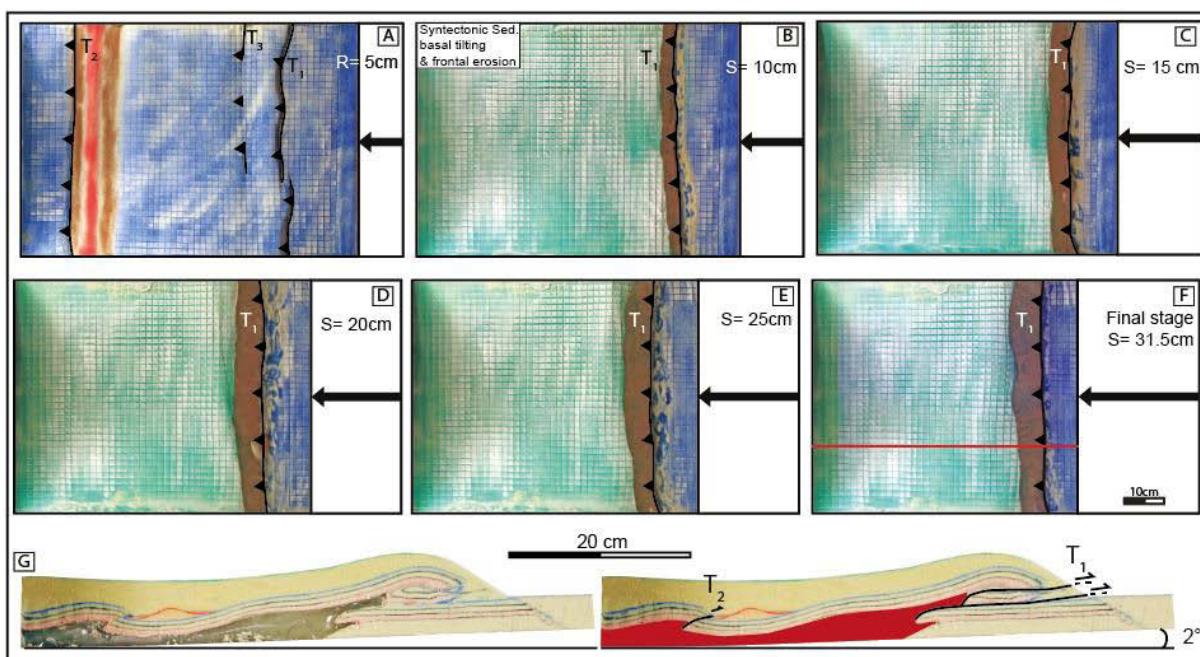 A
T2
T3
T1
R= 5cm
Syntectonic Sed.
basal tilting
& frontal erosion
B
T1
S= 10cm
C
T1
S= 15 cm
D
T1
S= 20cm
E
T1
S= 25cm
F
T1
Final stage
S= 31.5cm
10cm
G
20 cm
T2
T1
2°